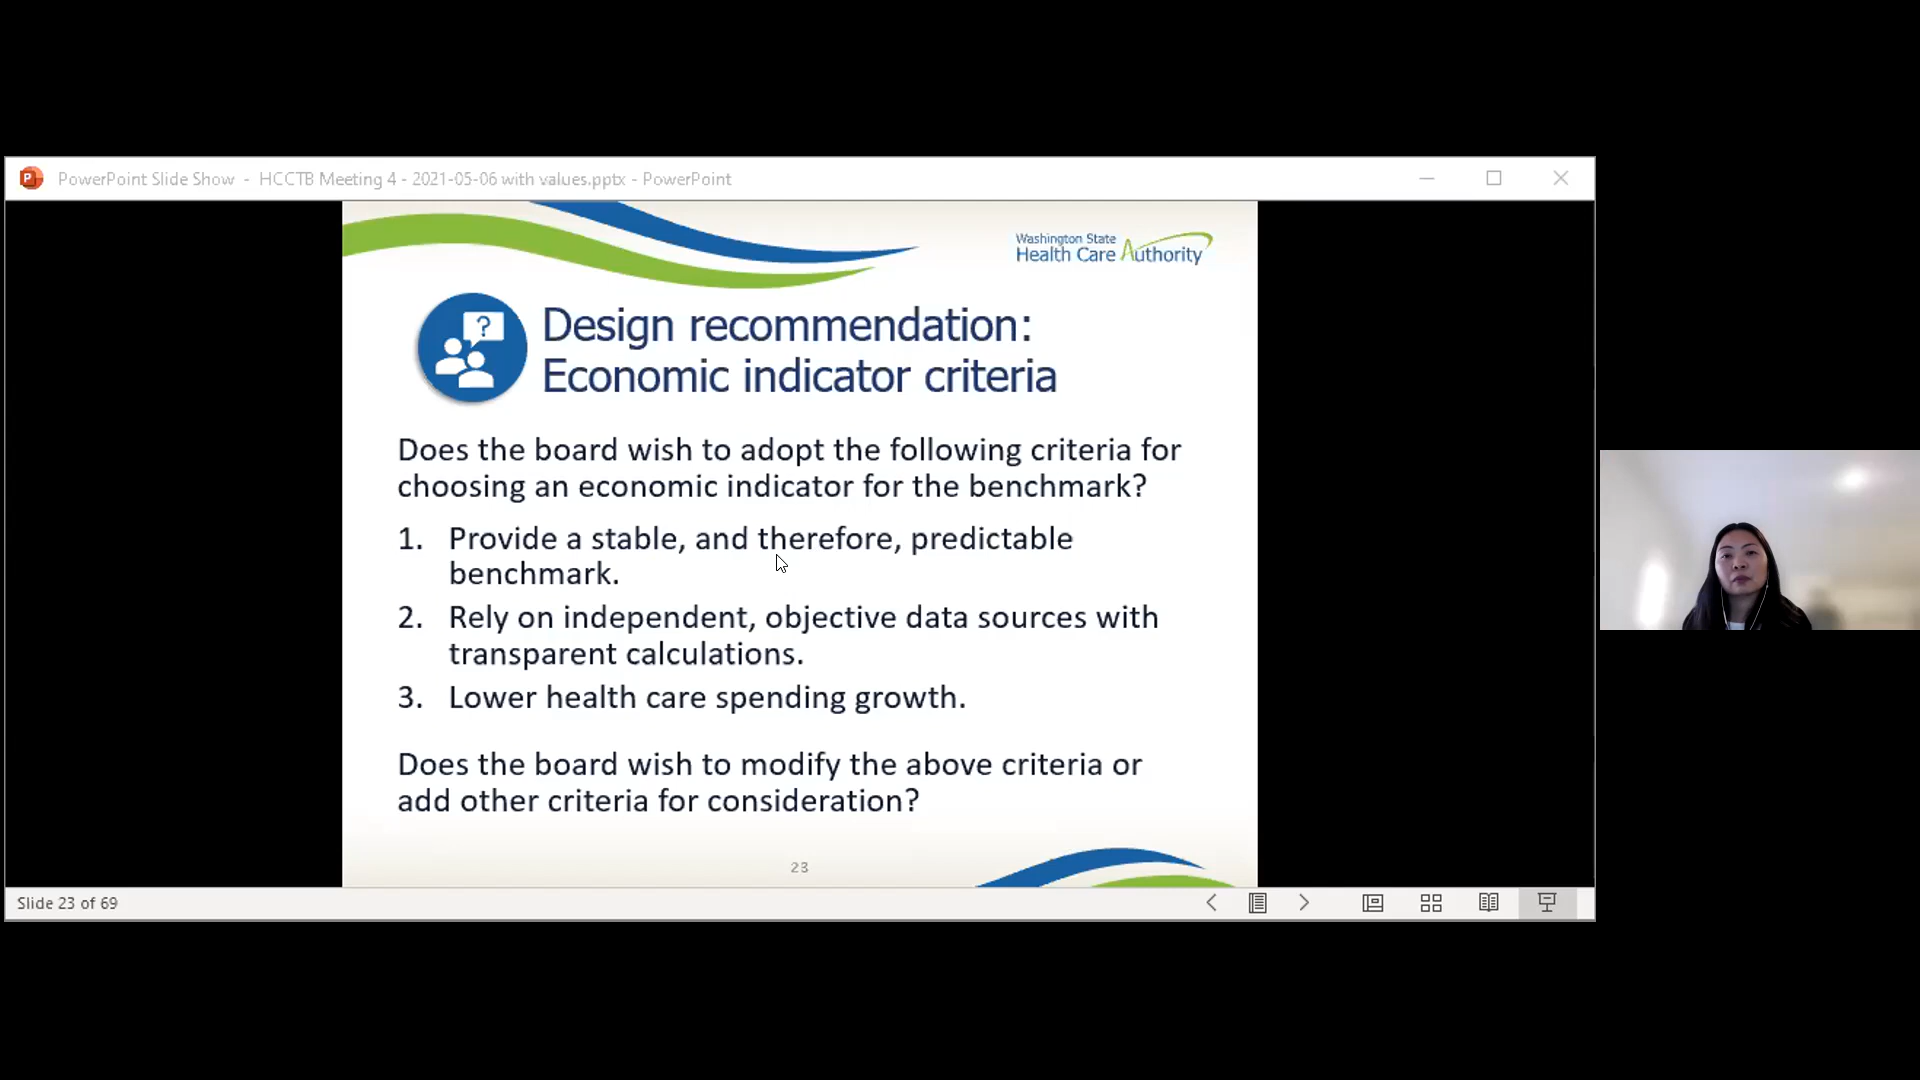 PowerPoint Slide Show - HCCTB Meeting 4 - 2021-05-06 with values.pptx - PowerPoint
Washington State
Health Care Authority
?
Design recommendation:
Economic indicator criteria
Does the board wish to adopt the following criteria for
choosing an economic indicator for the benchmark?
1. Provide a stable, and therefore, predictable
benchmark.
2. Rely on independent, objective data sources with
transparent calculations.
3. Lower health care spending growth.
Does the board wish to modify the above criteria or
add other criteria for consideration?
23
Slide 23 of 69